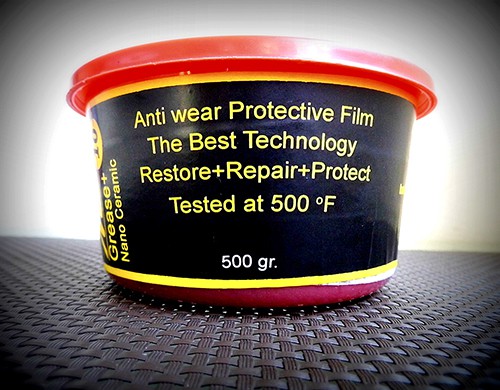 Anti wear Protective Film
The Best Technology
Restore+Repair+Protect
Tested at 500 °F
500 gr.
Grease+
Nano Ceramic